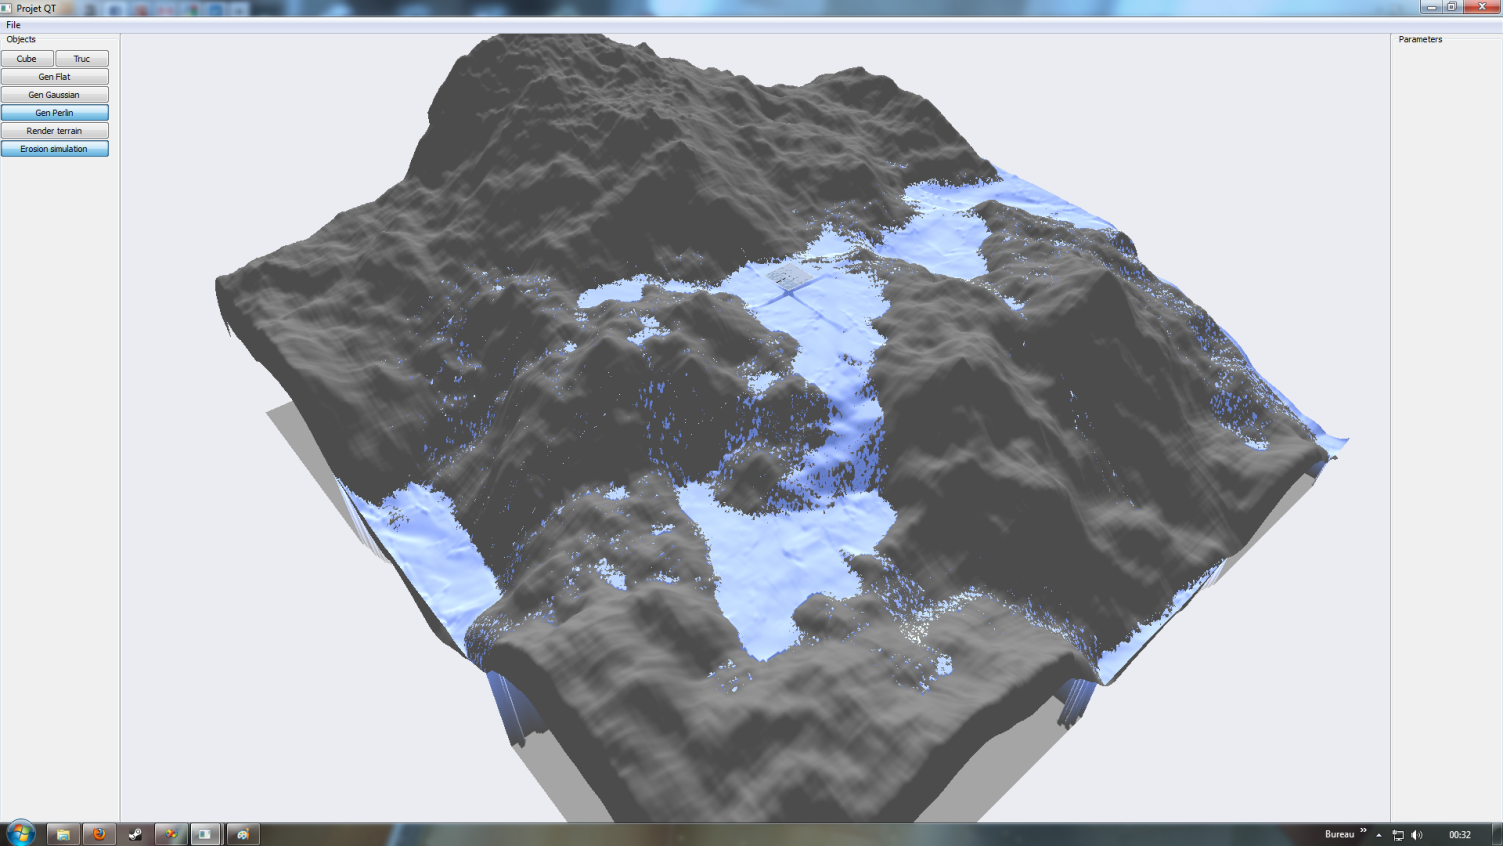 Projet QT
File
Objects
Parameters
Cube Truc
Gen Flat
Gen Gaussian
Gen Perlin
Render terrain
Erosion simulation
Bureau » 00:32